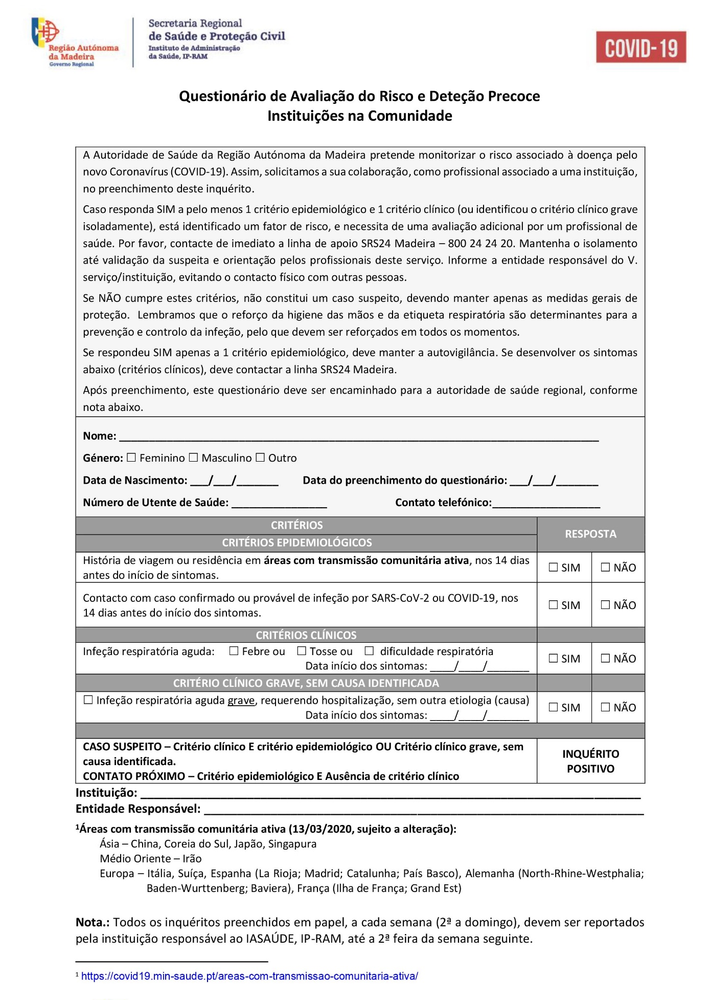 Região Autónoma
da Madeira
Governo Regional
Secretaria Regional
de Saúde e Proteção Civil
Instituto de Administração
da Saúde, IP-RAM
COVID-19
Questionário de Avaliação do Risco e Deteção Precoce
Instituições na Comunidade
A Autoridade de Saúde da Região Autónoma da Madeira pretende monitorizar o risco associado à doença pelo
novo Coronavírus (COVID-19). Assim, solicitamos a sua colaboração, como profissional associado a uma instituição,
no preenchimento deste inquérito.
Caso responda SIM a pelo menos 1 critério epidemiológico e 1 critério clínico (ou identificou o critério clínico grave
isoladamente), está identificado um fator de risco, e necessita de uma avaliação adicional por um profissional de
saúde. Por favor, contacte de imediato a linha de apoio SRS24 Madeira – 800 24 24 20. Mantenha o isolamento
até validação da suspeita e orientação pelos profissionais deste serviço. Informe a entidade responsável do V.
serviço/instituição, evitando o contacto físico com outras pessoas.
Se NÃO cumpre estes critérios, não constitui um caso suspeito, devendo manter apenas as medidas gerais de
proteção. Lembramos que o reforço da higiene das mãos e da etiqueta respiratória são determinantes para a
prevenção e controlo da infeção, pelo que devem ser reforçados em todos os momentos.
Se respondeu SIM apenas a 1 critério epidemiológico, deve manter a autovigilância. Se desenvolver os sintomas
abaixo (critérios clínicos), deve contactar a linha SRS24 Madeira.
Após preenchimento, este questionário deve ser encaminhado para a autoridade de saúde regional, conforme
nota abaixo.
Nome: ________________________________________________________________________________
Género: ☐ Feminino ☐ Masculino ☐ Outro
Data de Nascimento: ___/___/_______ Data do preenchimento do questionário: ___/___/_______
Número de Utente de Saúde: ________________ Contato telefónico:__________________
CRITÉRIOS
RESPOSTA
CRITÉRIOS EPIDEMIOLÓGICOS
História de viagem ou residência em áreas com transmissão comunitária ativa, nos 14 dias
antes do início de sintomas.
☐ SIM ☐ NÃO
Contacto com caso confirmado ou provável de infeção por SARS-CoV-2 ou COVID-19, nos
14 dias antes do início dos sintomas.
☐ SIM ☐ NÃO
CRITÉRIOS CLÍNICOS
Infeção respiratória aguda: ☐ Febre ou ☐ Tosse ou ☐ dificuldade respiratória
Data início dos sintomas: ____/____/_______
☐ SIM ☐ NÃO
CRITÉRIO CLÍNICO GRAVE, SEM CAUSA IDENTIFICADA
☐ Infeção respiratória aguda grave, requerendo hospitalização, sem outra etiologia (causa)
Data início dos sintomas: ____/____/_______
☐ SIM ☐ NÃO
CASO SUSPEITO – Critério clínico E critério epidemiológico OU Critério clínico grave, sem
causa identificada.
CONTATO PRÓXIMO – Critério epidemiológico E Ausência de critério clínico
INQUÉRITO
POSITIVO
Instituição: ____________________________________________________________________________
Entidade Responsável: ___________________________________________________________________
¹Áreas com transmissão comunitária ativa (13/03/2020, sujeito a alteração):
Ásia – China, Coreia do Sul, Japão, Singapura
Médio Oriente – Irão
Europa – Itália, Suíça, Espanha (La Rioja; Madrid; Catalunha; País Basco), Alemanha (North-Rhine-Westphalia;
Baden-Wurttenberg; Baviera), França (Ilha de França; Grand Est)
Nota.: Todos os inquéritos preenchidos em papel, a cada semana (2ª a domingo), devem ser reportados
pela instituição responsável ao IASAÚDE, IP-RAM, até a 2ª feira da semana seguinte.
¹ https://covid19.min-saude.pt/areas-com-transmissao-comunitaria-ativa/